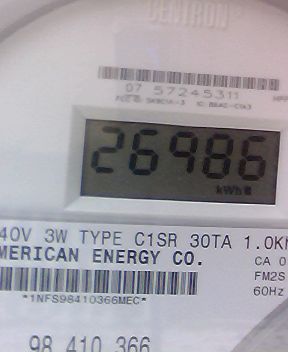 CENTRON®
07 57245311
26986
kWh
40V 3W TYPE C1SR 30TA 1.0K
MERICAN ENERGY CO.
CA 0
FM2S
60Hz
*1NFS98410366MEC*
98 410 366